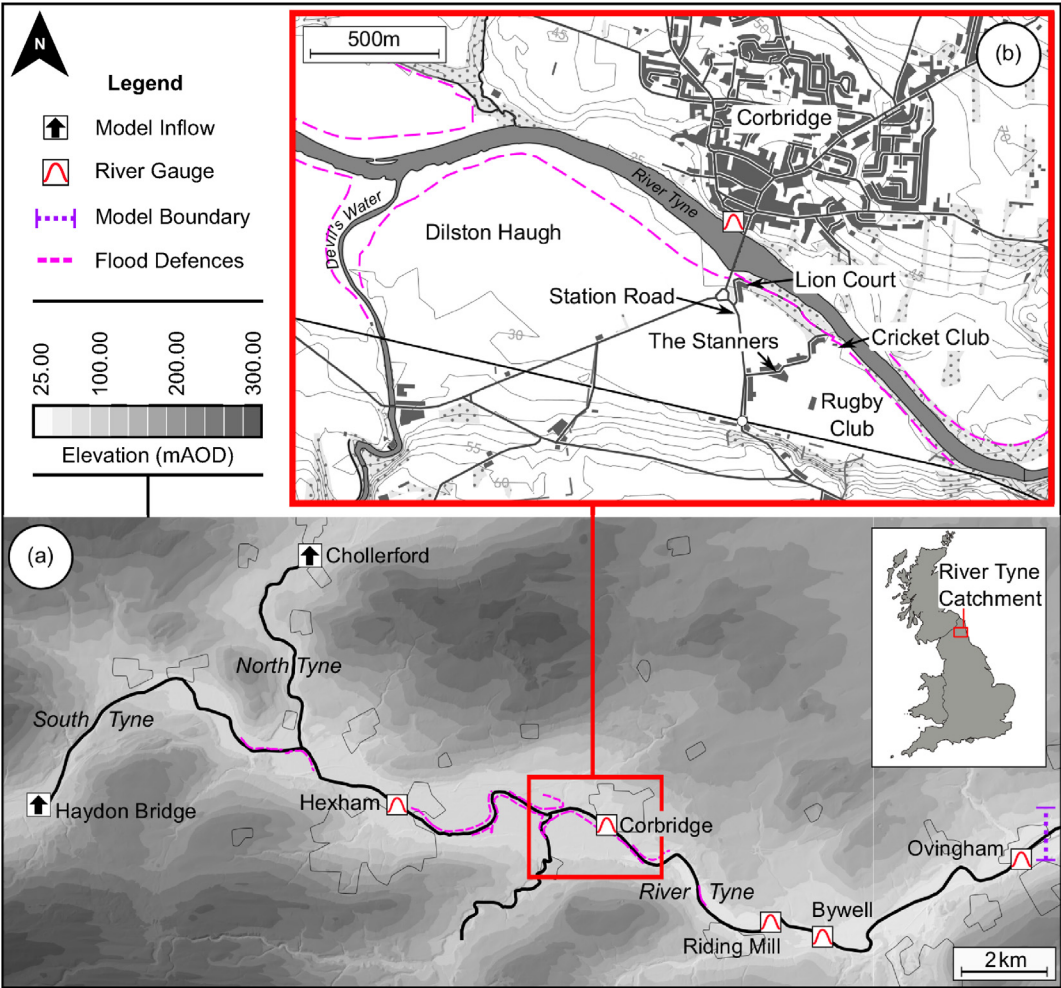 N
Legend
Model Inflow
River Gauge
Model Boundary
Flood Defences
25.00
100.00
200.00
300.00
Elevation (mAOD)
500m
(b)
45
45
Corbridge
35
River Tyne
Devil's Water
Dilston Haugh
Lion Court
Station Road
30
The Stanners
Cricket Club
Rugby
Club
55
60
(a)
Chollerford
River Tyne
Catchment
North Tyne
South Tyne
Haydon Bridge
Hexham
Corbridge
Ovingham
River Tyne
Bywell
Riding Mill
2km